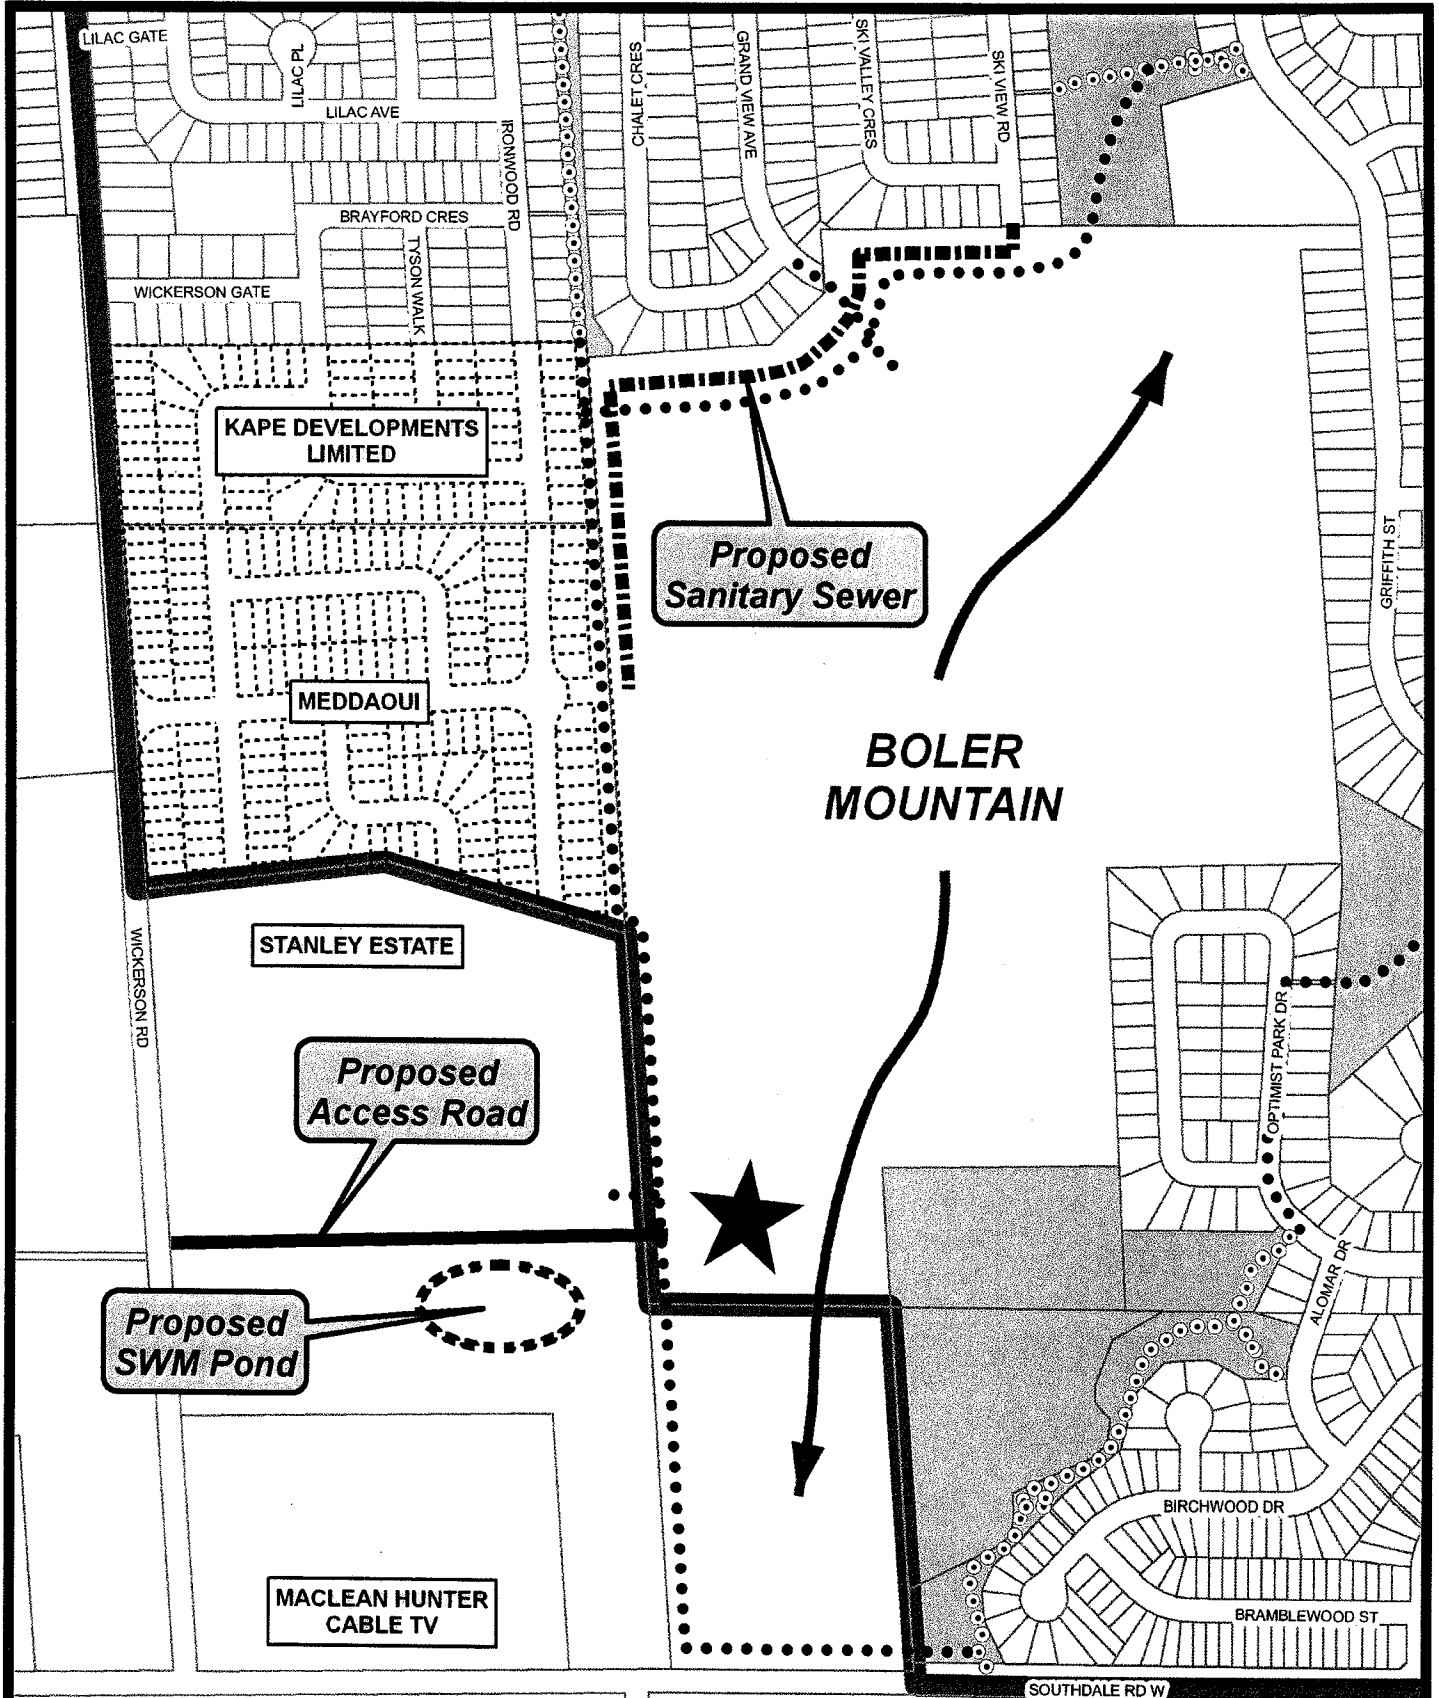 LILAC GATE
LILAC PL
LILAC AVE
IRONWOOD RD
CHALET CRES
GRAND VIEW AVE
SKI VALLEY CRES
SKI VIEW RD
BRAYFORD CRES
TYSON WALK
WICKERSON GATE
KAPE DEVELOPMENTS
LIMITED
Proposed
Sanitary Sewer
GRIFFITH ST
MEDDAOUI
BOLER
MOUNTAIN
STANLEY ESTATE
WICKERSON RD
Proposed
Access Road
OPTIMIST PARK DR
ALOMAR DR
Proposed
SWM Pond
BIRCHWOOD DR
MACLEAN HUNTER
CABLE TV
BRAMBLEWOOD ST
SOUTHDALE RD W